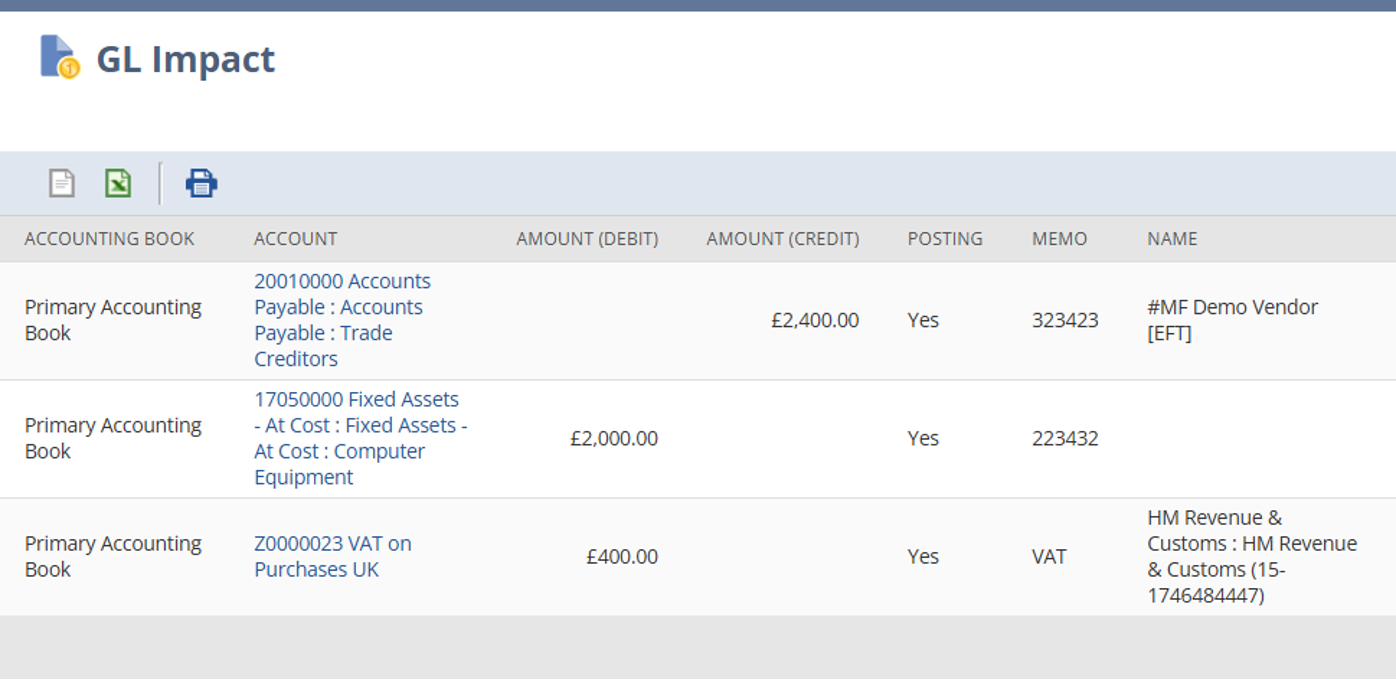 GL Impact
ACCOUNTING BOOK ACCOUNT AMOUNT (DEBIT) AMOUNT (CREDIT) POSTING MEMO NAME
Primary Accounting
Book
20010000 Accounts
Payable : Accounts
Payable : Trade
Creditors
£2,400.00
Yes
323423
#MF Demo Vendor
[EFT]
Primary Accounting
Book
17050000 Fixed Assets
- At Cost : Fixed Assets -
At Cost : Computer
Equipment
£2,000.00
Yes
223432
Primary Accounting
Book
Z0000023 VAT on
Purchases UK
£400.00
Yes
VAT
HM Revenue &
Customs : HM Revenue
& Customs (15-
1746484447)